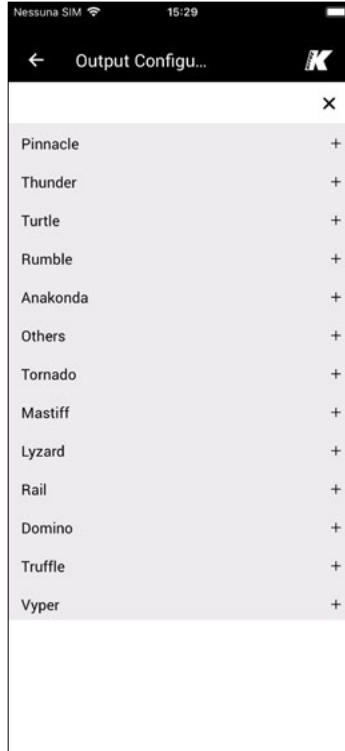 Nessuna SIM 15:29
Output Configu...
K
×
Pinnacle +
Thunder +
Turtle +
Rumble +
Anakonda +
Others +
Tornado +
Mastiff +
Lyzard +
Rail +
Domino +
Truffle +
Vyper +